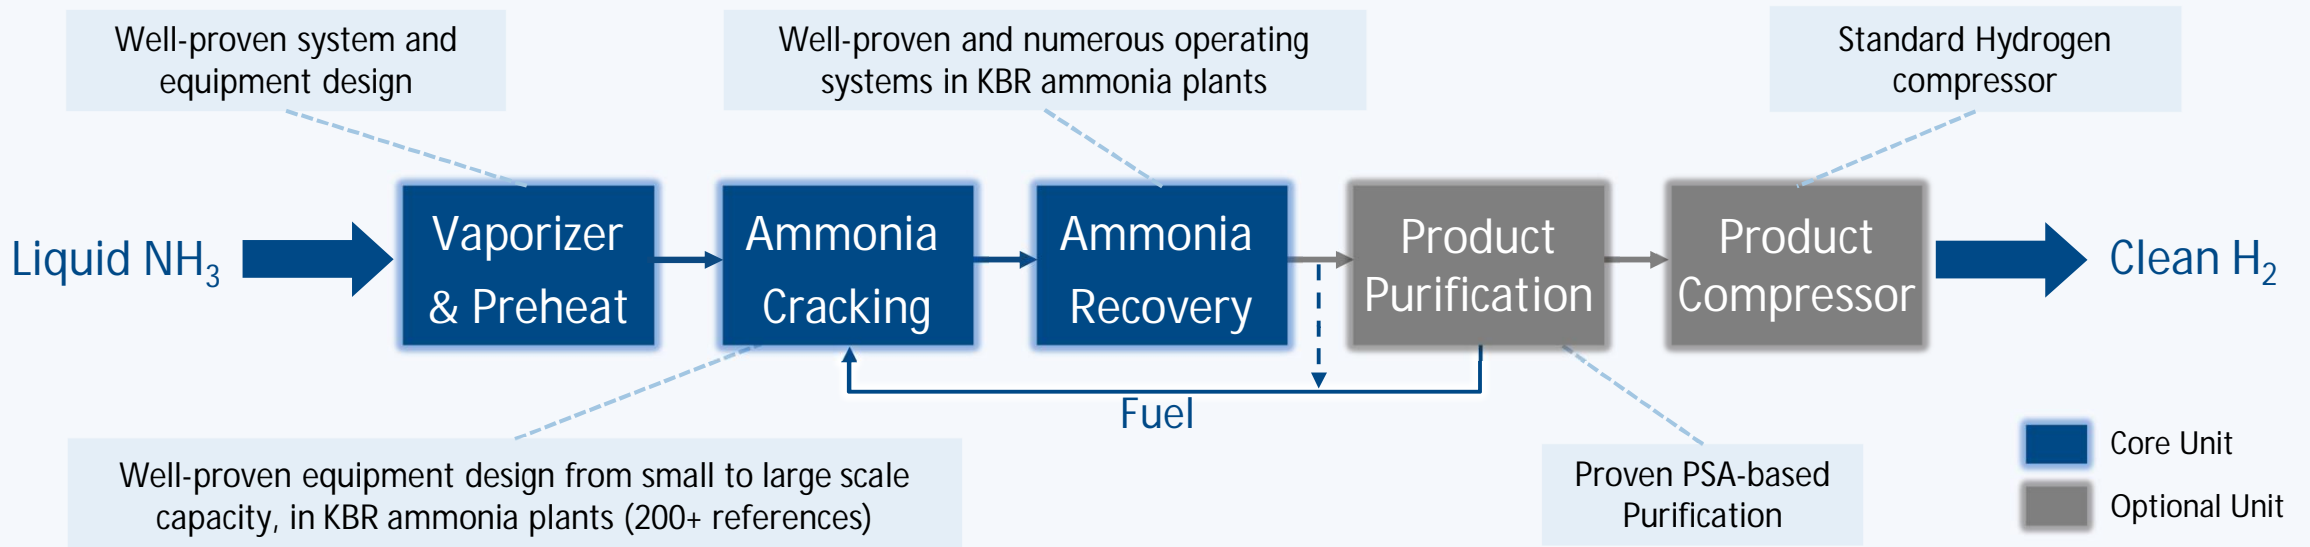 Well-proven system and
equipment design
Well-proven and numerous operating
systems in KBR ammonia plants
Standard Hydrogen
compressor
Liquid NH₃
Vaporizer
& Preheat
Ammonia
Cracking
Ammonia
Recovery
Product
Purification
Product
Compressor
Clean H₂
Fuel
Well-proven equipment design from small to large scale
capacity, in KBR ammonia plants (200+ references)
Proven PSA-based
Purification
Core Unit
Optional Unit